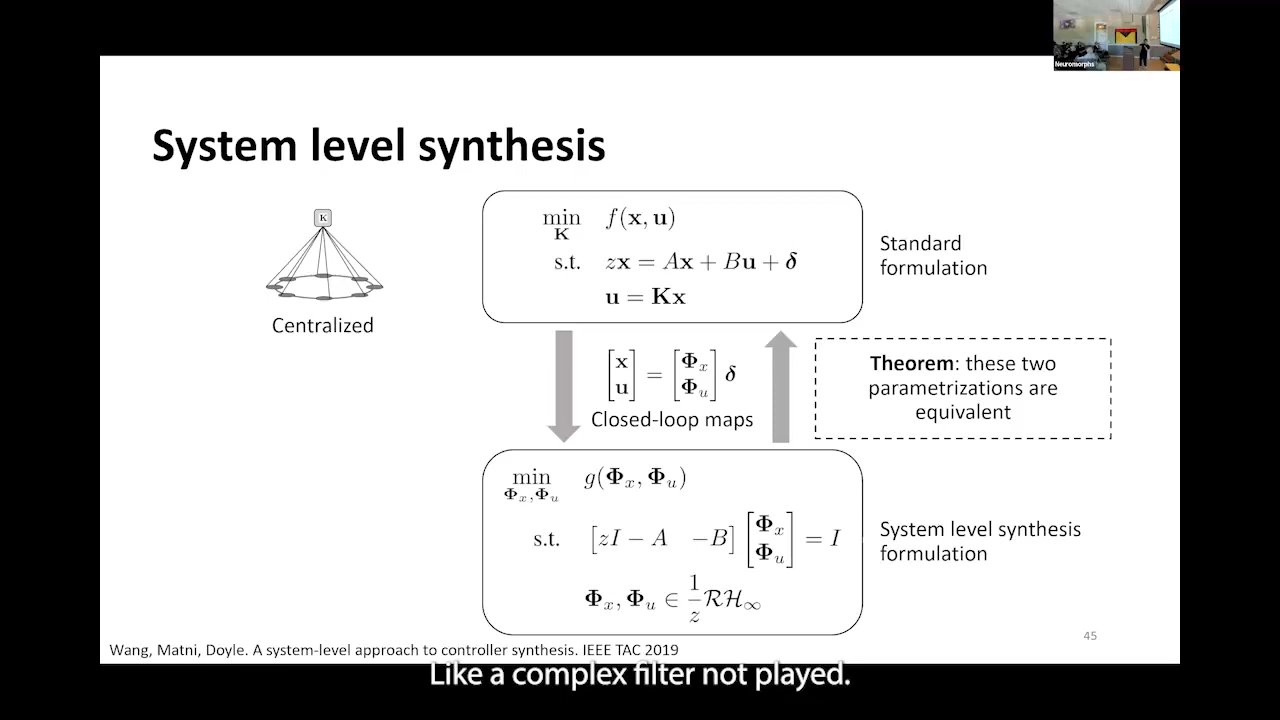 Neuromorphs
System level synthesis
K
Centralized
min f(x, u)
K
s.t. zx = Ax + Bu + δ
u = Kx
Standard
formulation
[x u] = [Φx Φu] δ
Closed-loop maps
Theorem: these two
parametrizations are
equivalent
min g(Φx, Φu)
Φx,Φu
s.t. [zI − A −B] [Φx Φu] = I
Φx, Φu ∈ 1/z RH∞
System level synthesis
formulation
45
Wang, Matni, Doyle. A system-level approach to controller synthesis. IEEE TAC 2019
Like a complex filter not played.